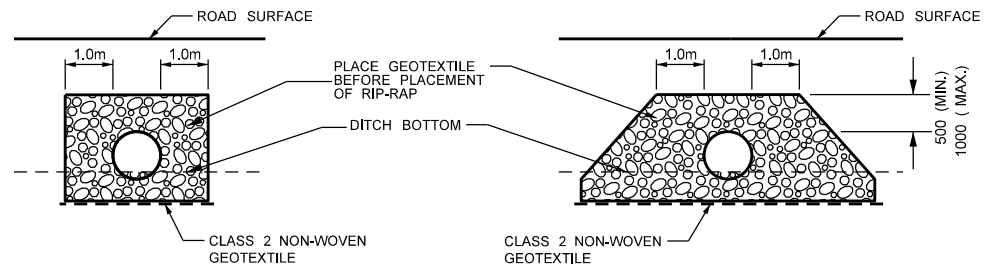 ROAD SURFACE
1.0m
1.0m
PLACE GEOTEXTILE
BEFORE PLACEMENT
OF RIP-RAP
DITCH BOTTOM
CLASS 2 NON-WOVEN
GEOTEXTILE
ROAD SURFACE
1.0m
1.0m
500 (MIN.)
1000 ( MAX.)
CLASS 2 NON-WOVEN
GEOTEXTILE